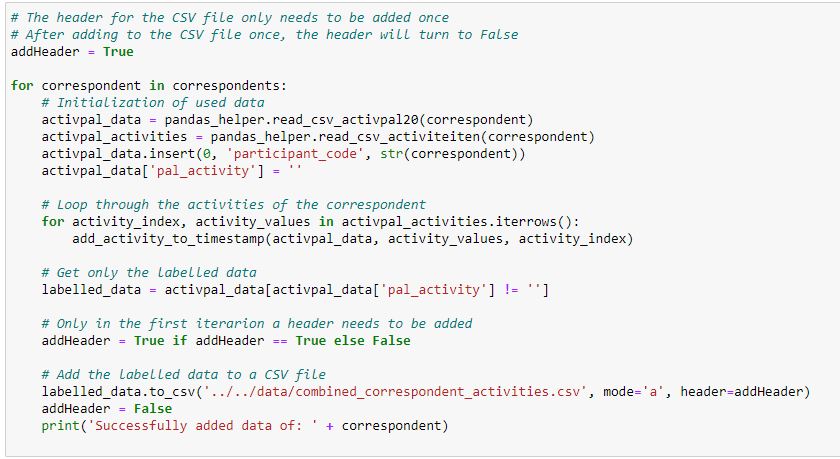 # The header for the CSV file only needs to be added once
# After adding to the CSV file once, the header will turn to False
addHeader = True

for correspondent in correspondents:
    # Initialization of used data
    activpal_data = pandas_helper.read_csv_activpal20(correspondent)
    activpal_activities = pandas_helper.read_csv_activiteiten(correspondent)
    activpal_data.insert(0, 'participant_code', str(correspondent))
    activpal_data['pal_activity'] = ''

    # Loop through the activities of the correspondent
    for activity_index, activity_values in activpal_activities.iterrows():
        add_activity_to_timestamp(activpal_data, activity_values, activity_index)

    # Get only the labelled data
    labelled_data = activpal_data[activpal_data['pal_activity'] != '']

    # Only in the first iterarion a header needs to be added
    addHeader = True if addHeader == True else False

    # Add the labelled data to a CSV file
    labelled_data.to_csv('../../data/combined_correspondent_activities.csv', mode='a', header=addHeader)
    addHeader = False
    print('Successfully added data of: ' + correspondent)